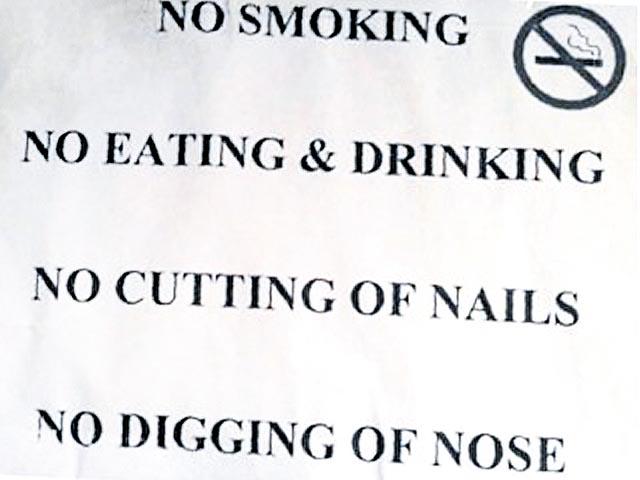 NO SMOKING
NO EATING & DRINKING
NO CUTTING OF NAILS
NO DIGGING OF NOSE